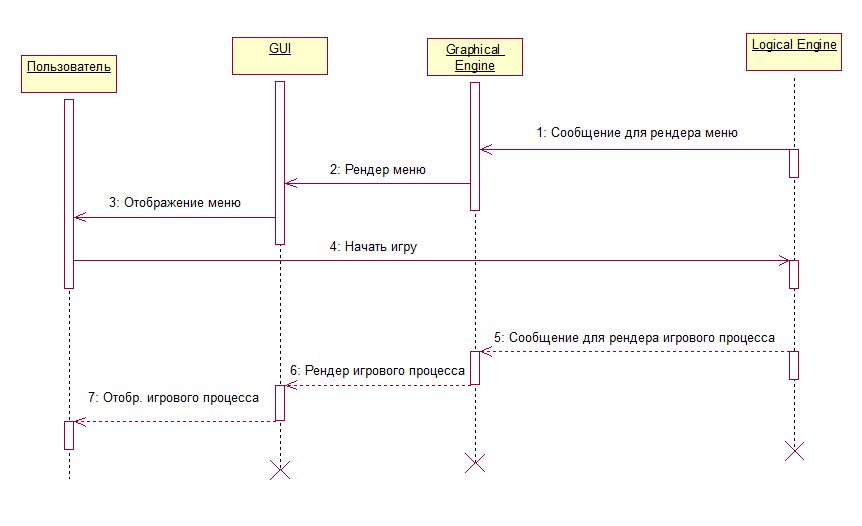 Пользователь
GUI
Graphical
Engine
Logical Engine
1: Сообщение для рендера меню
2: Рендер меню
3: Отображение меню
4: Начать игру
5: Сообщение для рендера игрового процесса
6: Рендер игрового процесса
7: Отобр. игрового процесса